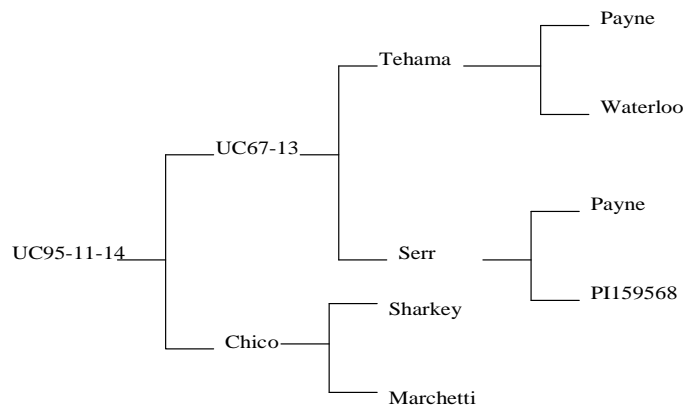 Payne
Tehama
Waterloo
UC67-13
Payne
UC95-11-14
Serr
PI159568
Sharkey
Chico
Marchetti